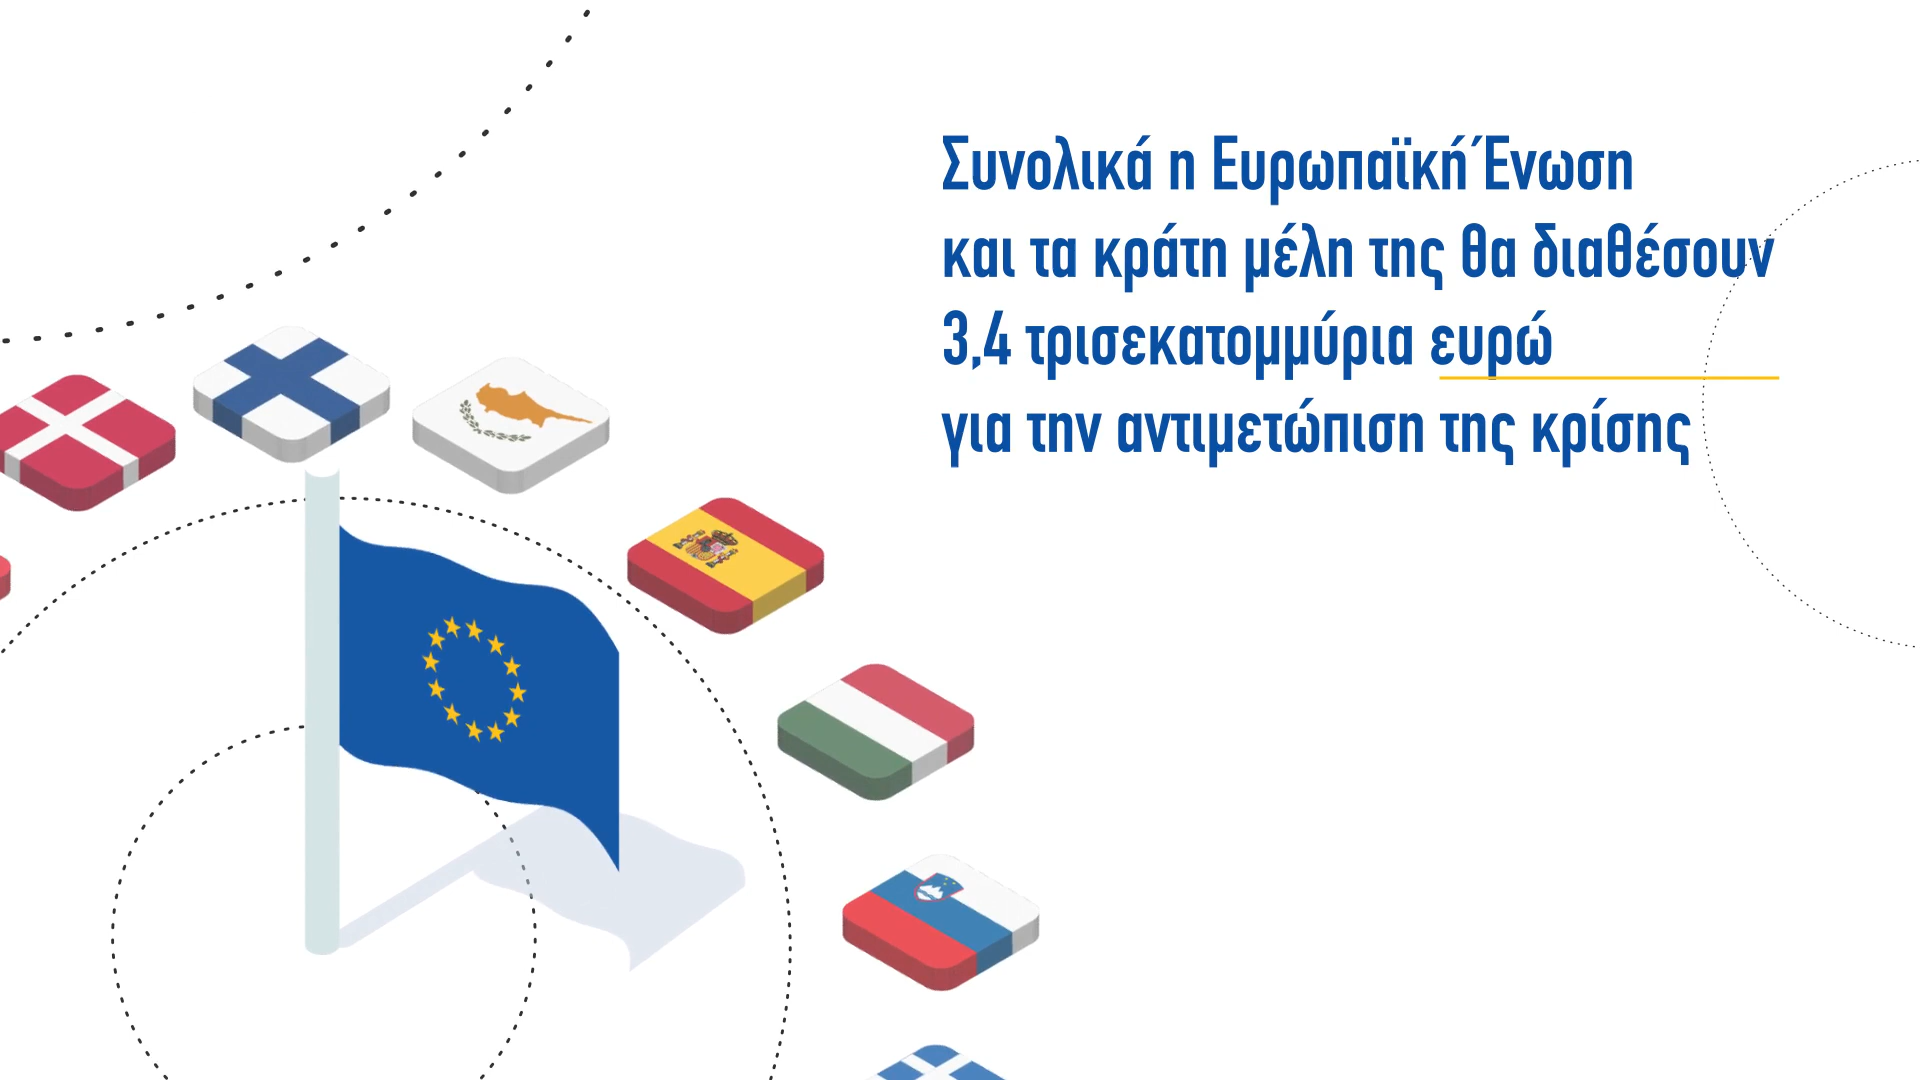 Συνολικά η Ευρωπαϊκή Ένωση
και τα κράτη μέλη της θα διαθέσουν
3,4 τρισεκατομμύρια ευρώ
για την αντιμετώπιση της κρίσης